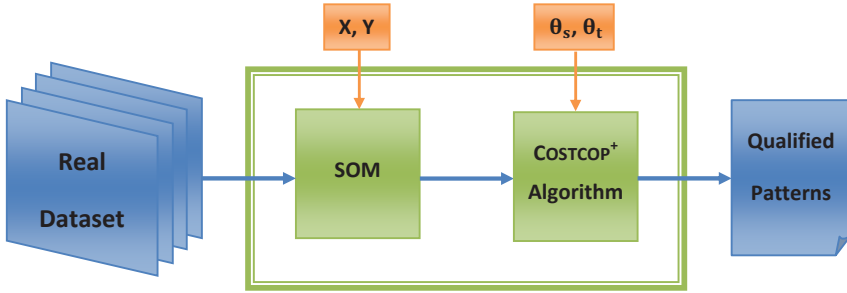 X, Y
θs, θt
Real
Dataset
SOM
COSTCOP+
Algorithm
Qualified
Patterns